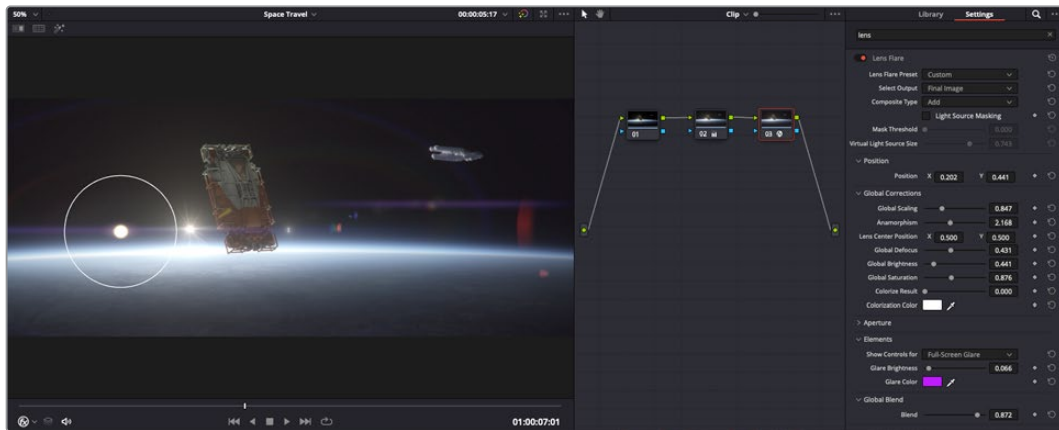 50%
Space Travel
00:00:05:17
Clip
Library
Settings
lens
Lens Flare
Lens Flare Preset Custom
Select Output Final Image
Composite Type Add
Light Source Masking
Mask Threshold 0.000
Virtual Light Source Size 0.743
Position
Position X 0.202 Y 0.441
Global Corrections
Global Scaling 0.847
Anamorphism 2.168
Lens Center Position X 0.500 Y 0.500
Global Defocus 0.431
Global Brightness 0.441
Global Saturation 0.876
Colorize Result 0.000
Colorization Color
Aperture
Elements
Show Controls for Full-Screen Glare
Glare Brightness 0.066
Glare Color
Global Blend
Blend 0.872
01
02
03
01:00:07:01